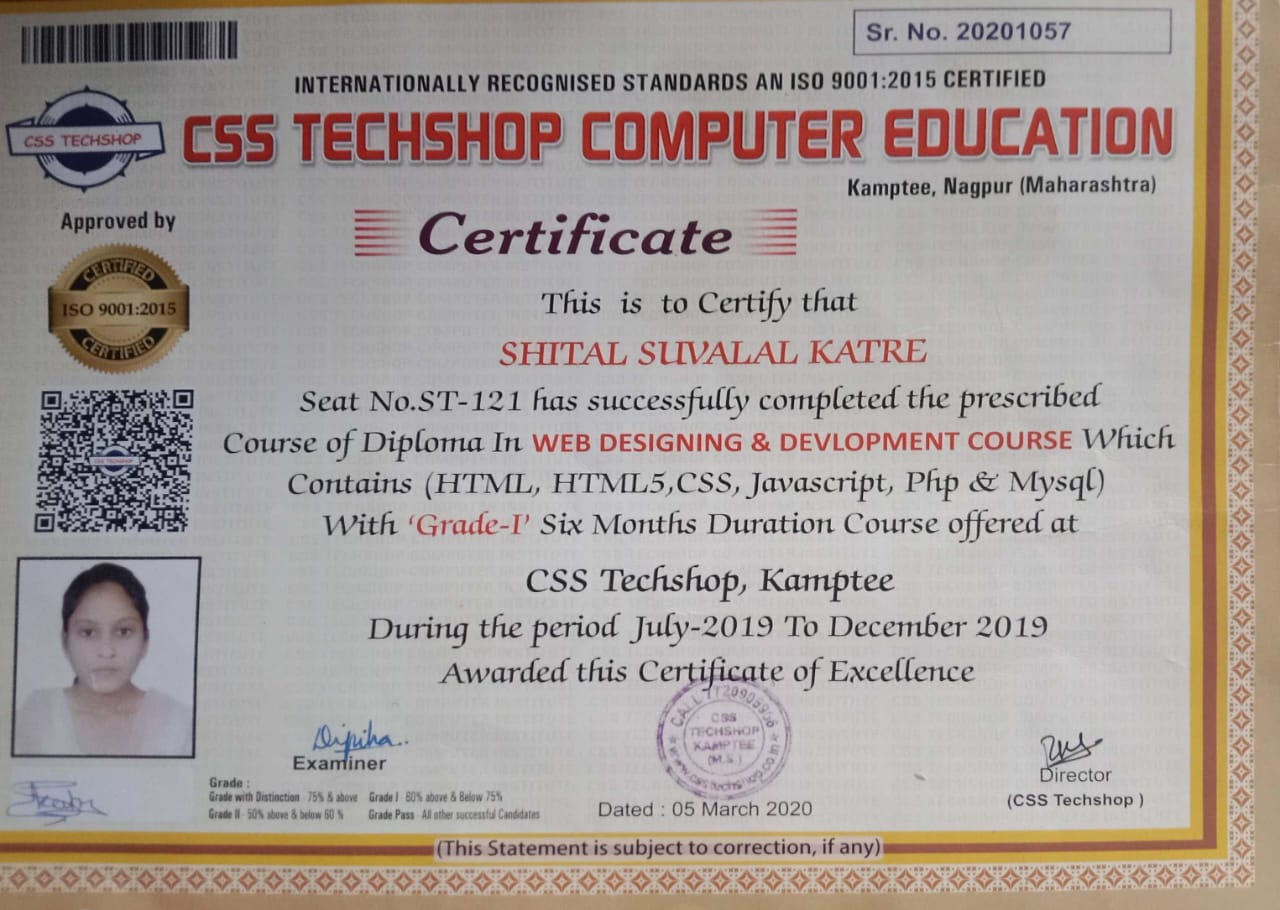 Sr. No. 20201057
INTERNATIONALLY RECOGNISED STANDARDS AN ISO 9001:2015 CERTIFIED
CSS TECHSHOP
CSS TECHSHOP COMPUTER EDUCATION
Kamptee, Nagpur (Maharashtra)
Approved by
CERTIFIED
ISO 9001:2015
CERTIFIED
Certificate
This is to Certify that
SHITAL SUVALAL KATRE
Seat No.ST-121 has successfully completed the prescribed
Course of Diploma In WEB DESIGNING & DEVLOPMENT COURSE Which
Contains (HTML, HTML5,CSS, Javascript, Php & Mysql)
With 'Grade-I' Six Months Duration Course offered at
CSS Techshop, Kamptee
During the period July-2019 To December 2019
Awarded this Certificate of Excellence
CALL
CSS
TECHSHOP
KAMPTEE
(M.S.)
www.csstechshop.co.in
Examiner
Director
(CSS Techshop )
Grade :
Grade with Distinction - 75% & above Grade I - 60% above & Below 75%
Grade II - 50% above & below 60 % Grade Pass - All other successful Candidates
Dated : 05 March 2020
(This Statement is subject to correction, if any)